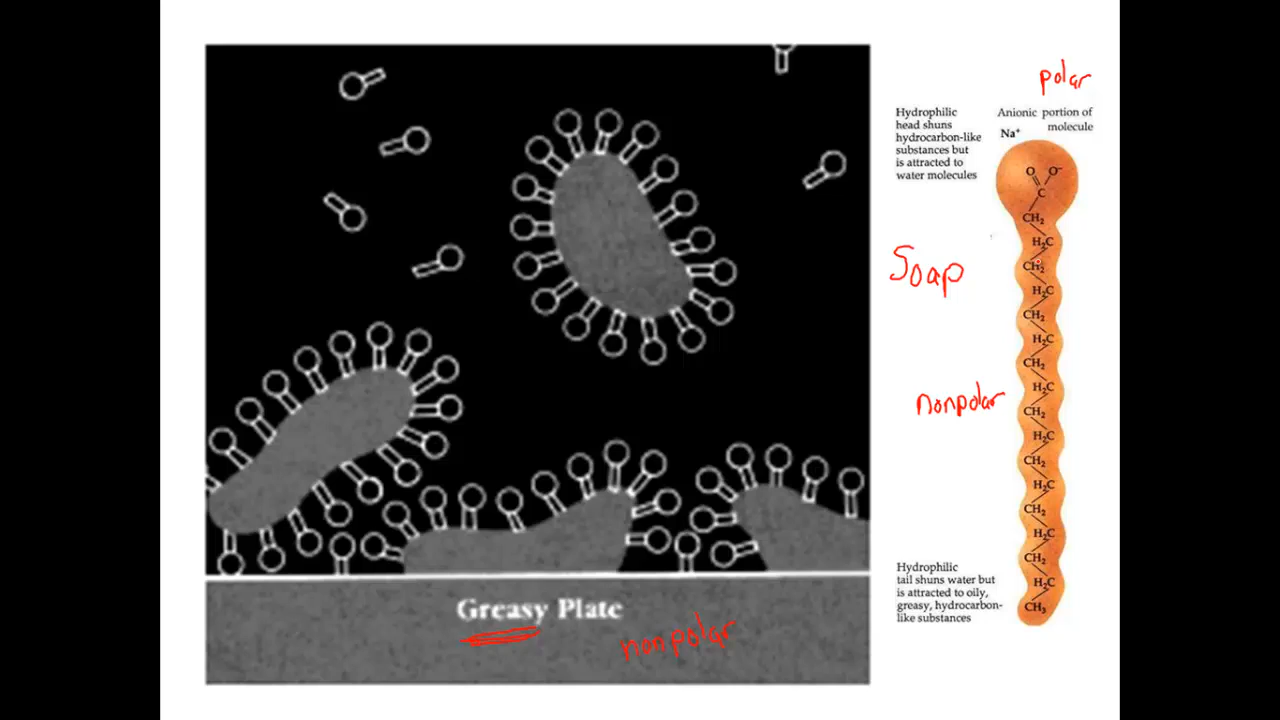 polar
Hydrophilic
head shuns
hydrocarbon-like
substances but
is attracted to
water molecules
Anionic portion of
molecule
Na⁺
O O⁻
C
CH₂
H₂C
CH₂
H₂C
CH₂
H₂C
CH₂
H₂C
CH₂
H₂C
CH₂
H₂C
CH₂
H₂C
CH₂
H₂C
CH₃
Soap
nonpolar
Hydrophilic
tail shuns water but
is attracted to oily,
greasy, hydrocarbon-
like substances
Greasy Plate
nonpolar